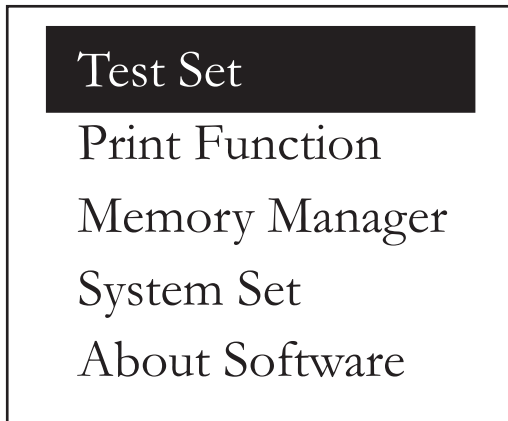 Test Set
Print Function
Memory Manager
System Set
About Software